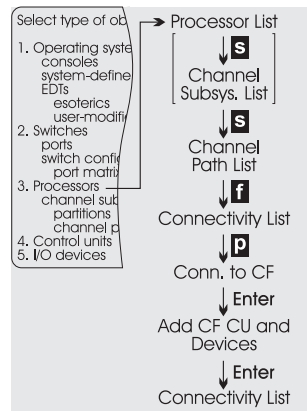 Select type of ob
1. Operating syste
consoles
system-define
EDTs
esoterics
user-modifi
2. Switches
ports
switch config
port matrix
3. Processors
channel sub
partitions
channel p
4. Control units
5. I/O devices
Processor List
s
Channel
Subsys. List
s
Channel
Path List
f
Connectivity List
p
Conn. to CF
Enter
Add CF CU and
Devices
Enter
Connectivity List